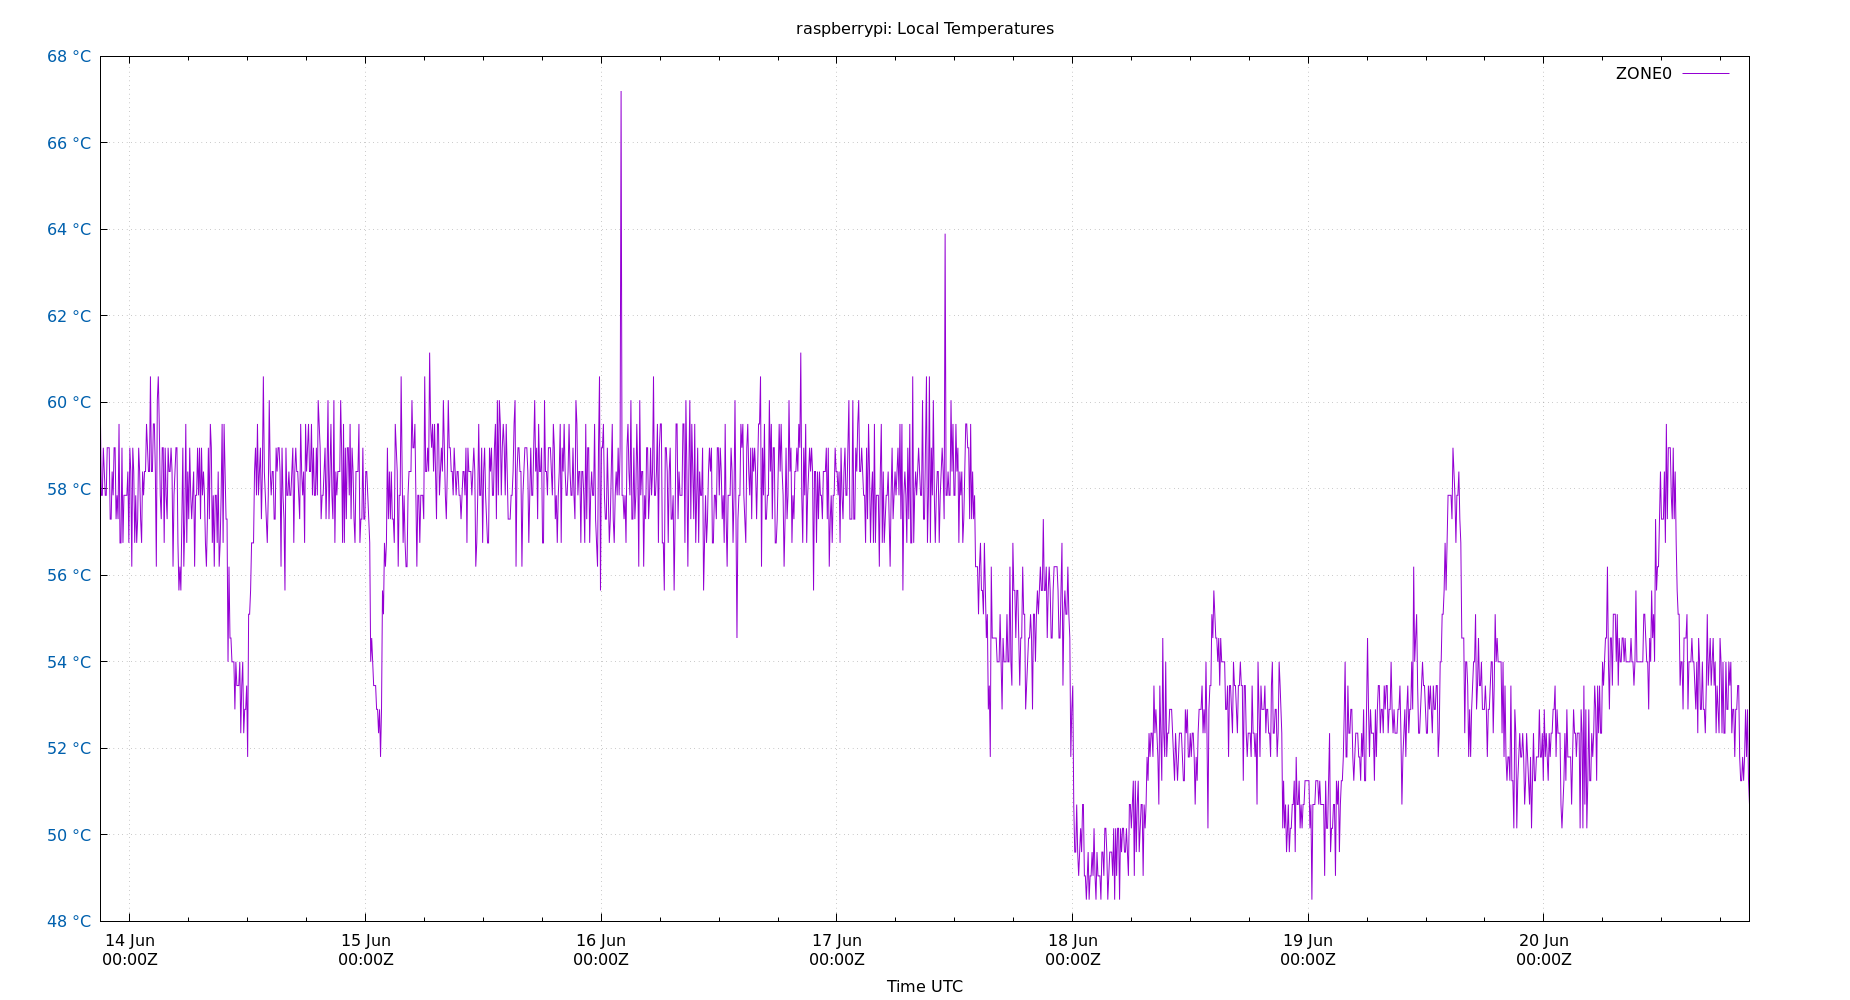 raspberrypi: Local Temperatures
68 °C
ZONE0
66 °C
64 °C
62 °C
60 °C
58 °C
56 °C
54 °C
52 °C
50 °C
48 °C
14 Jun 15 Jun 16 Jun 17 Jun 18 Jun 19 Jun 20 Jun
00:00Z 00:00Z 00:00Z 00:00Z 00:00Z 00:00Z 00:00Z
Time UTC